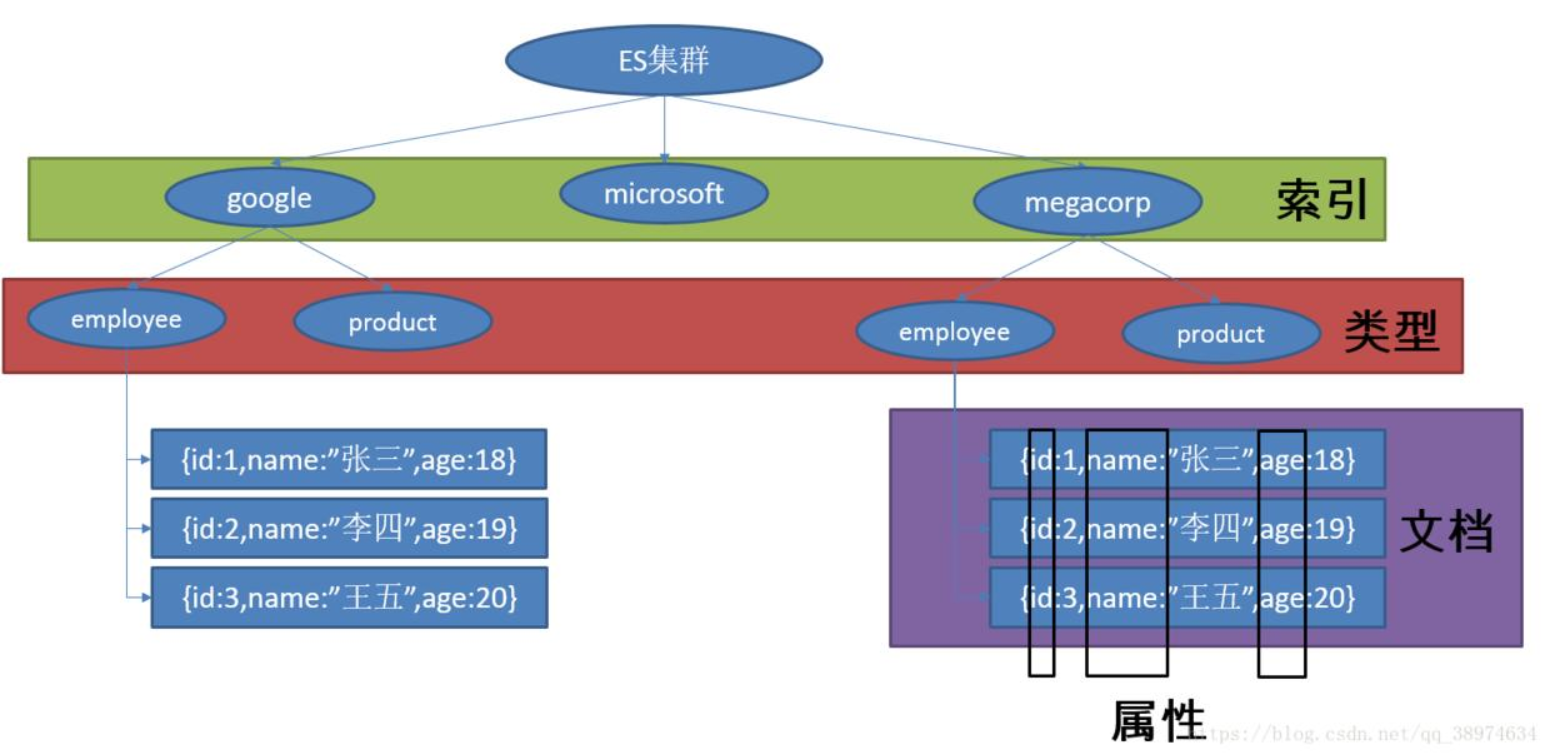 ES集群
google
microsoft
megacorp
索引
employee
product
employee
product
类型
{id:1,name:”张三”,age:18}
{id:2,name:”李四”,age:19}
{id:3,name:”王五”,age:20}
{id:1,name:”张三”,age:18}
{id:2,name:”李四”,age:19}
{id:3,name:”王五”,age:20}
文档
属性
https://blog.csdn.net/qq_38974634